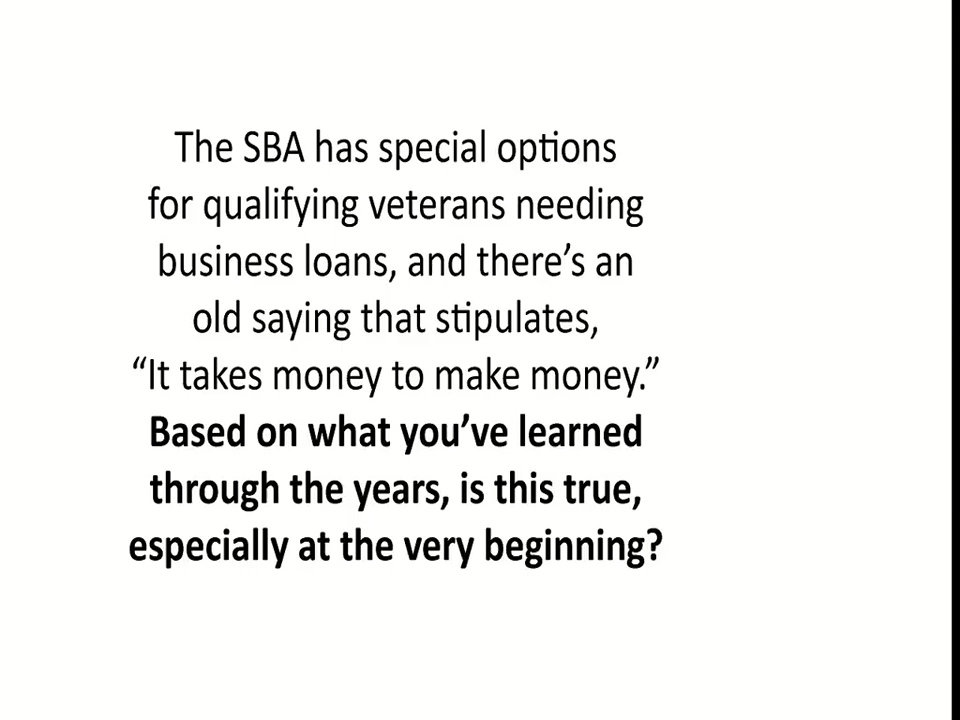 The SBA has special options
for qualifying veterans needing
business loans, and there’s an
old saying that stipulates,
“It takes money to make money.”
Based on what you’ve learned
through the years, is this true,
especially at the very beginning?